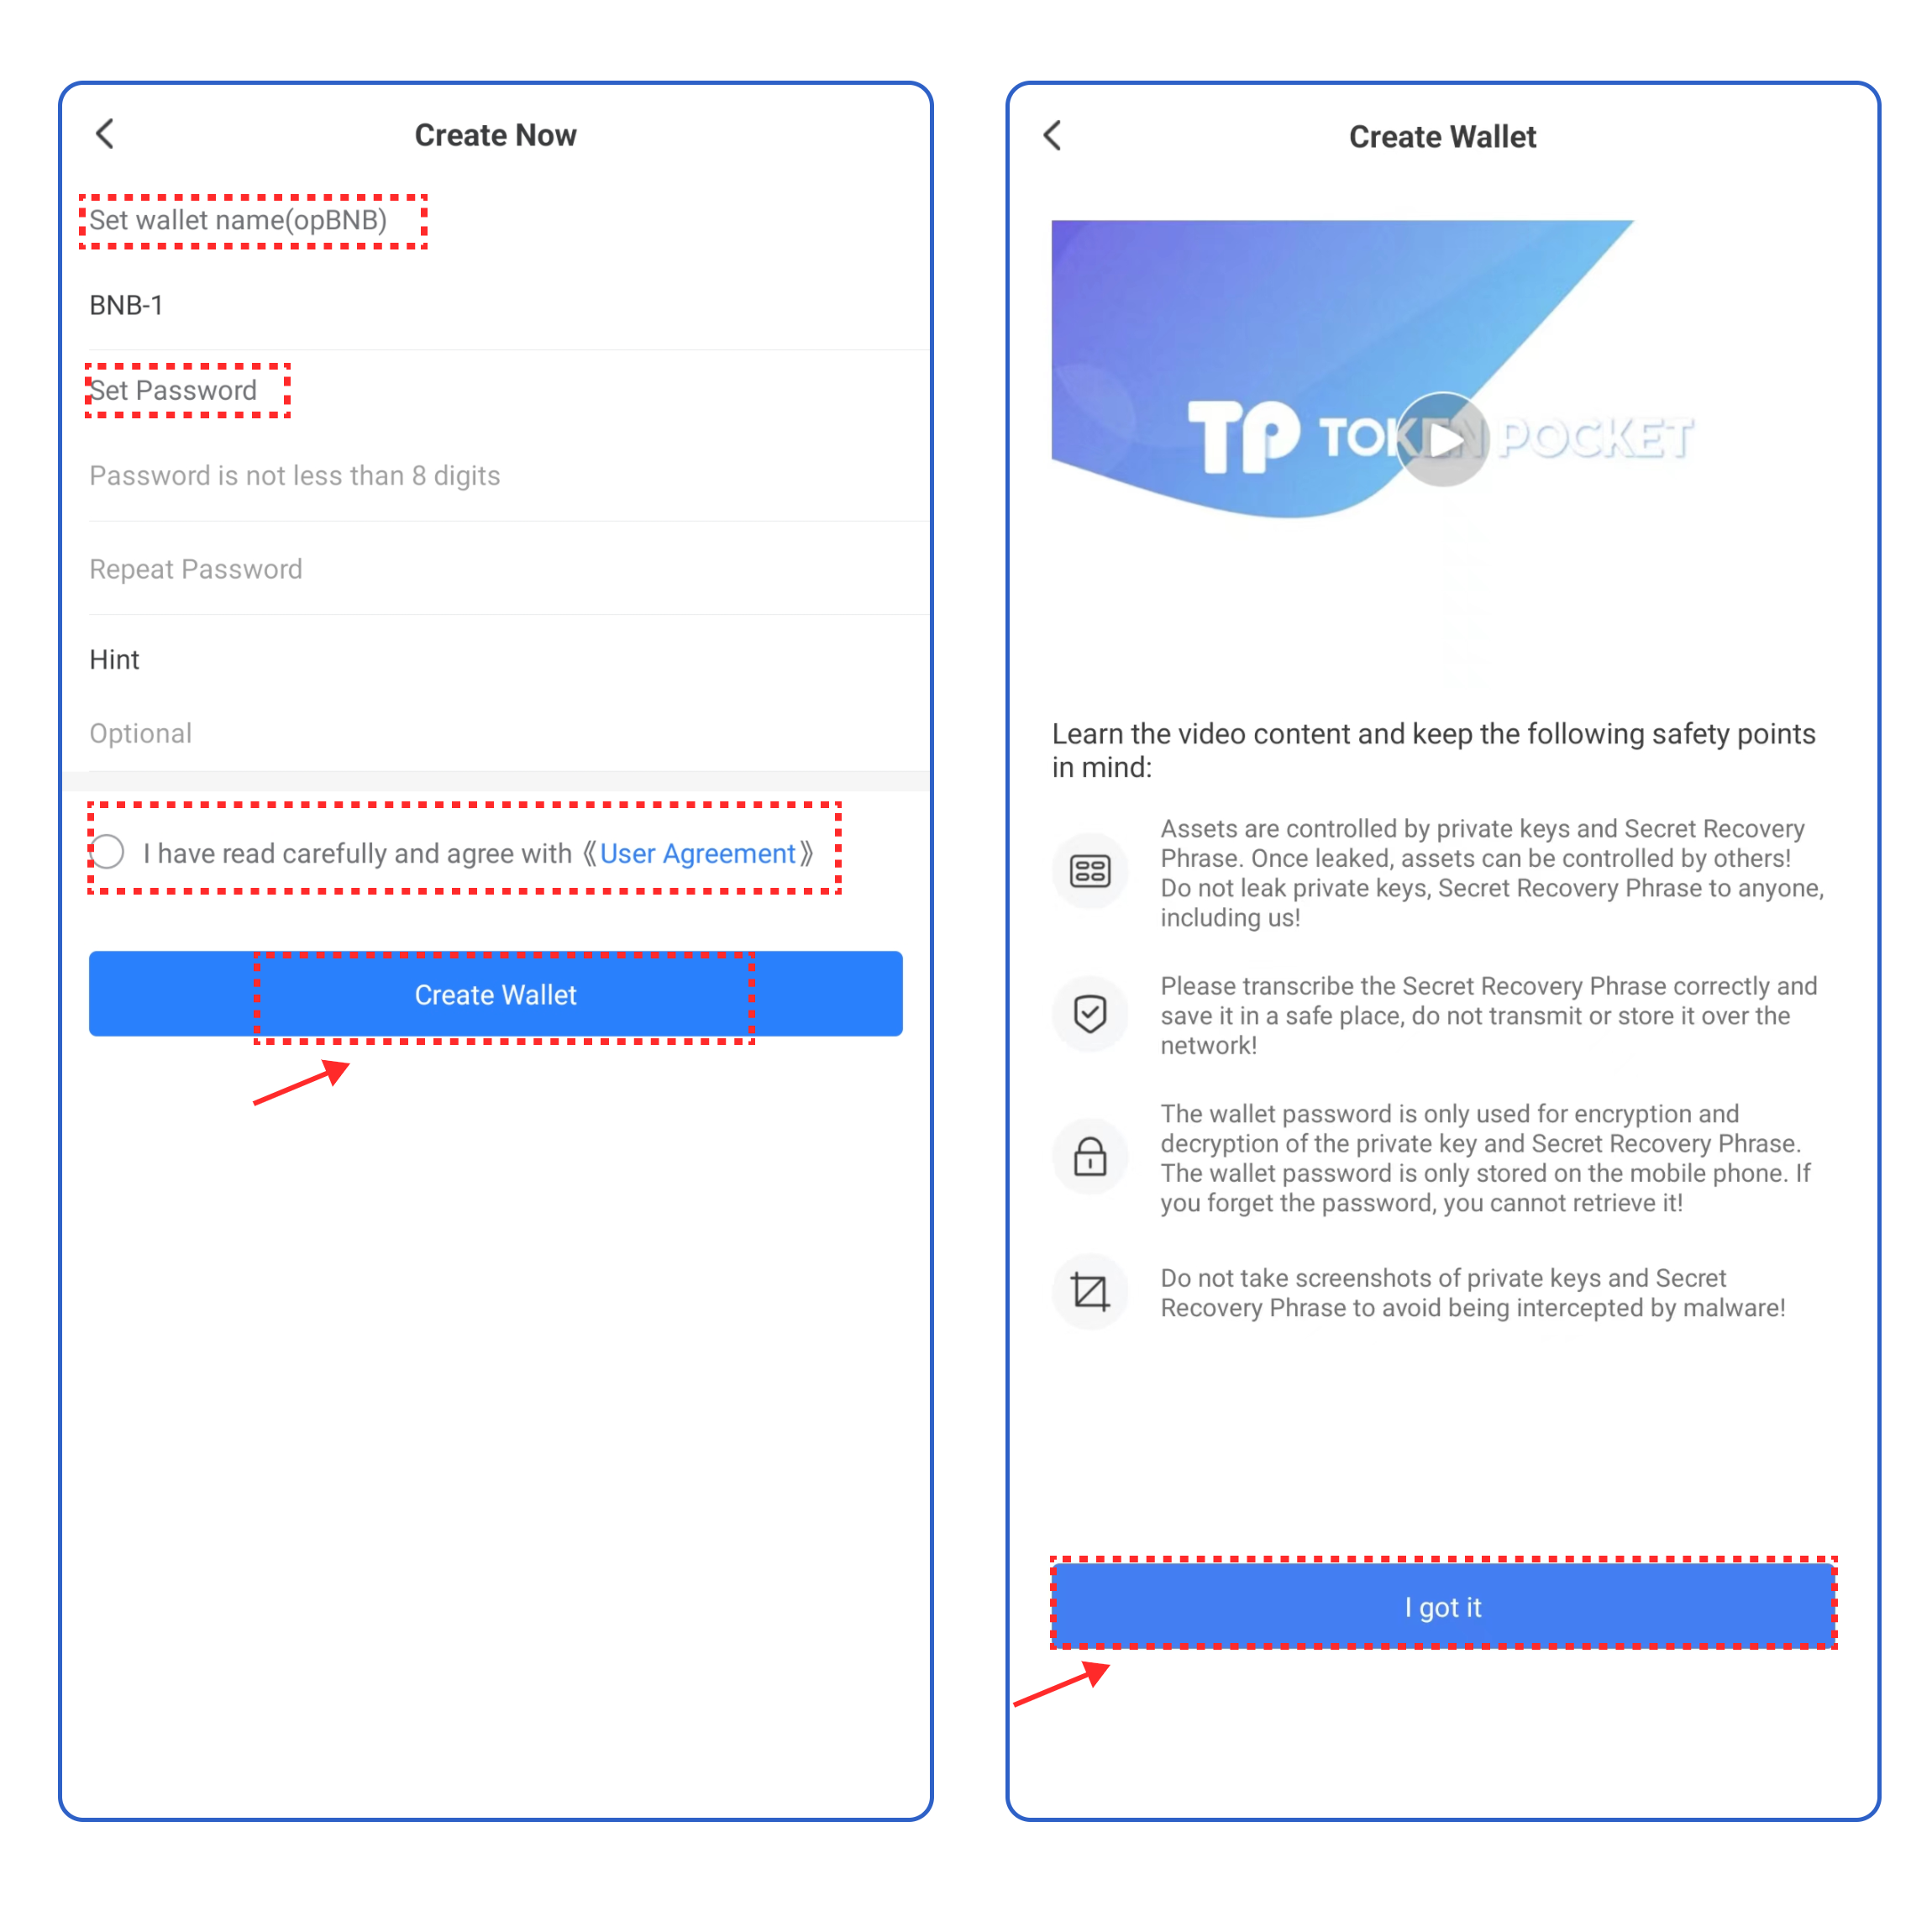 Create Now
Set wallet name(opBNB)
BNB-1
Set Password
Password is not less than 8 digits
Repeat Password
Hint
Optional
I have read carefully and agree with《User Agreement》
Create Wallet
Create Wallet
TP TOKEN POCKET
Learn the video content and keep the following safety points
in mind:
Assets are controlled by private keys and Secret Recovery
Phrase. Once leaked, assets can be controlled by others!
Do not leak private keys, Secret Recovery Phrase to anyone,
including us!
Please transcribe the Secret Recovery Phrase correctly and
save it in a safe place, do not transmit or store it over the
network!
The wallet password is only used for encryption and
decryption of the private key and Secret Recovery Phrase.
The wallet password is only stored on the mobile phone. If
you forget the password, you cannot retrieve it!
Do not take screenshots of private keys and Secret
Recovery Phrase to avoid being intercepted by malware!
I got it